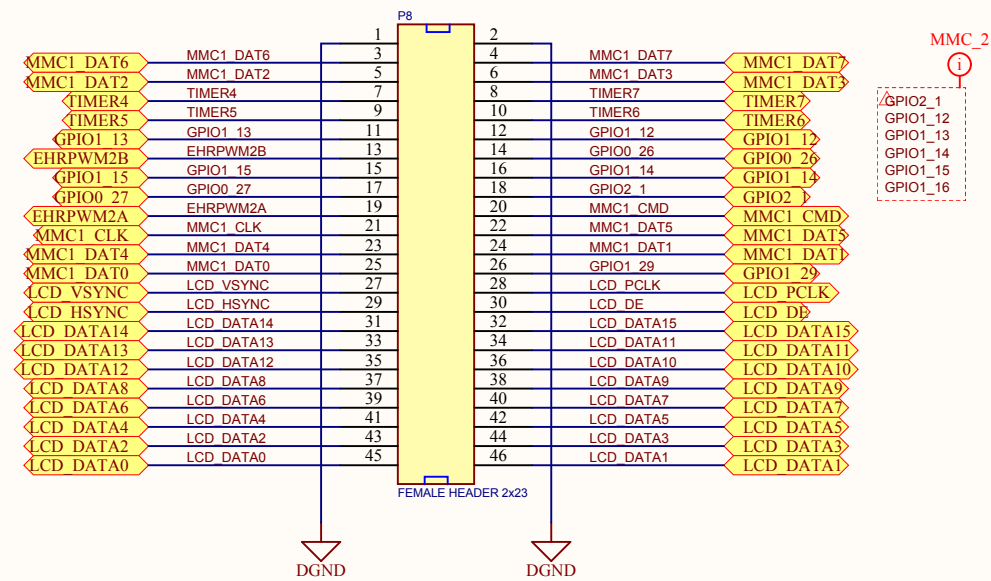 P8
1 2
MMC1_DAT6 MMC1_DAT6 3 4 MMC1_DAT7 MMC1_DAT7
MMC1_DAT2 MMC1_DAT2 5 6 MMC1_DAT3 MMC1_DAT3
TIMER4 TIMER4 7 8 TIMER7 TIMER7
TIMER5 TIMER5 9 10 TIMER6 TIMER6
GPIO1_13 GPIO1_13 11 12 GPIO1_12 GPIO1_12
EHRPWM2B EHRPWM2B 13 14 GPIO0_26 GPIO0_26
GPIO1_15 GPIO1_15 15 16 GPIO1_14 GPIO1_14
GPIO0_27 GPIO0_27 17 18 GPIO2_1 GPIO2_1
EHRPWM2A EHRPWM2A 19 20 MMC1_CMD MMC1_CMD
MMC1_CLK MMC1_CLK 21 22 MMC1_DAT5 MMC1_DAT5
MMC1_DAT4 MMC1_DAT4 23 24 MMC1_DAT1 MMC1_DAT1
MMC1_DAT0 MMC1_DAT0 25 26 GPIO1_29 GPIO1_29
LCD_VSYNC LCD_VSYNC 27 28 LCD_PCLK LCD_PCLK
LCD_HSYNC LCD_HSYNC 29 30 LCD_DE LCD_DE
LCD_DATA14 LCD_DATA14 31 32 LCD_DATA15 LCD_DATA15
LCD_DATA13 LCD_DATA13 33 34 LCD_DATA11 LCD_DATA11
LCD_DATA12 LCD_DATA12 35 36 LCD_DATA10 LCD_DATA10
LCD_DATA8 LCD_DATA8 37 38 LCD_DATA9 LCD_DATA9
LCD_DATA6 LCD_DATA6 39 40 LCD_DATA7 LCD_DATA7
LCD_DATA4 LCD_DATA4 41 42 LCD_DATA5 LCD_DATA5
LCD_DATA2 LCD_DATA2 43 44 LCD_DATA3 LCD_DATA3
LCD_DATA0 LCD_DATA0 45 46 LCD_DATA1 LCD_DATA1
FEMALE HEADER 2x23
DGND DGND
MMC_2
i
GPIO2_1
GPIO1_12
GPIO1_13
GPIO1_14
GPIO1_15
GPIO1_16